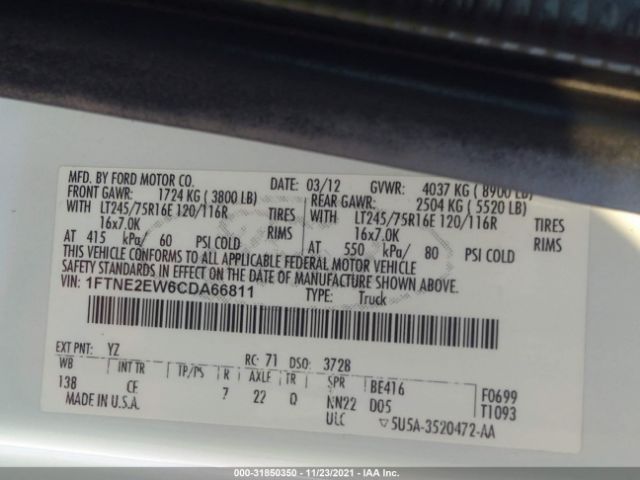 MFD. BY FORD MOTOR CO. DATE: 03/12 GVWR: 4037 KG ( 8900 LB)
FRONT GAWR: 1724 KG ( 3800 LB) REAR GAWR: 2504 KG ( 5520 LB)
WITH LT245/75R16E 120/116R TIRES WITH LT245/75R16E 120/116R TIRES
16x7.0K RIMS 16x7.0K RIMS
AT 415 kPa/ 60 PSI COLD AT 550 kPa/ 80 PSI COLD
THIS VEHICLE CONFORMS TO ALL APPLICABLE FEDERAL MOTOR VEHICLE
SAFETY STANDARDS IN EFFECT ON THE DATE OF MANUFACTURE SHOWN ABOVE.
VIN: 1FTNE2EW6CDA66811 TYPE: Truck
EXT PNT: YZ RC: 71 DSO: 3728
WB INT TR TP/PS R AXLE TR SPR BE416 F0699
138 CE 7 22 Q NN22 D05 T1093
MADE IN U.S.A. ULC ▽5U5A-3520472-AA
000-31850350 - 11/23/2021 - IAA Inc.